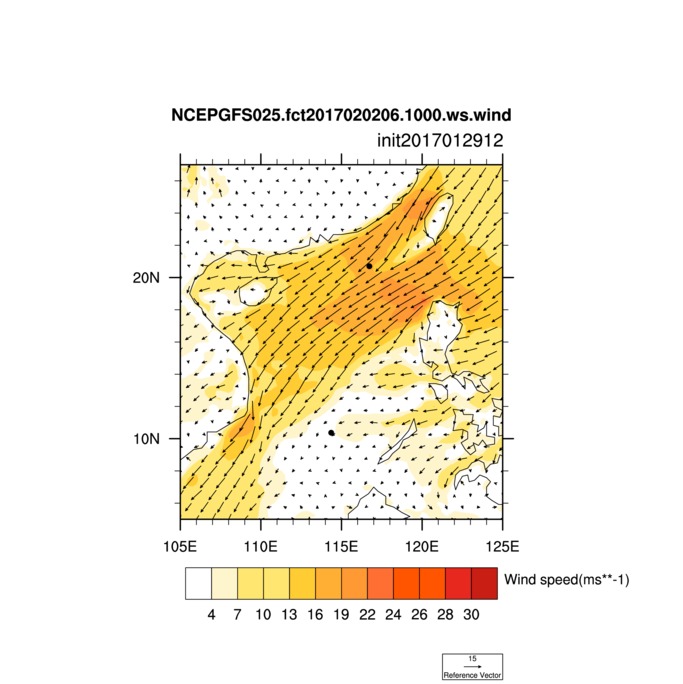 NCEPGFS025.fct2017020206.1000.ws.wind
init2017012912
20N
10N
105E 110E 115E 120E 125E
Wind speed(ms**-1)
4 7 10 13 16 19 22 24 26 28 30
15
Reference Vector